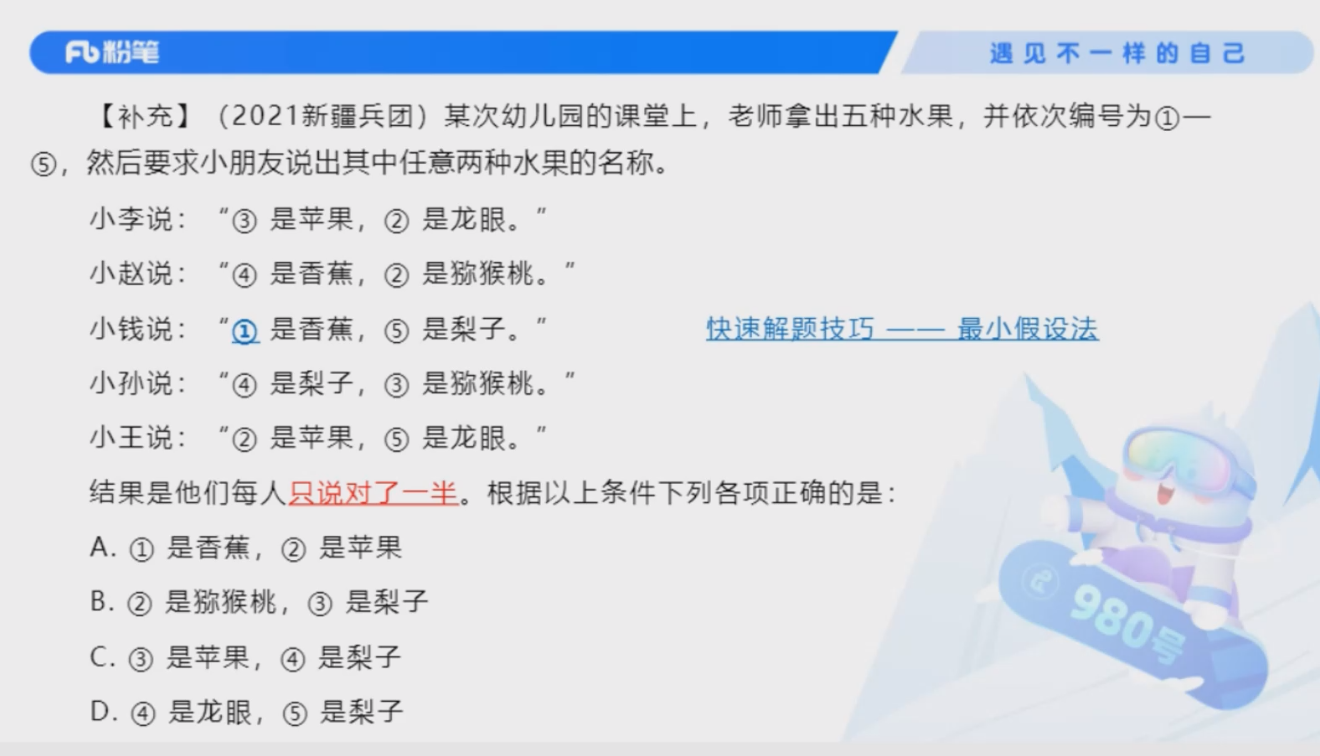 粉笔
遇见不一样的自己
【补充】（2021新疆兵团）某次幼儿园的课堂上，老师拿出五种水果，并依次编号为①—
⑤，然后要求小朋友说出其中任意两种水果的名称。
小李说：“③ 是苹果，② 是龙眼。”
小赵说：“④ 是香蕉，② 是猕猴桃。”
小钱说：“① 是香蕉，⑤ 是梨子。” 快速解题技巧 —— 最小假设法
小孙说：“④ 是梨子，③ 是猕猴桃。”
小王说：“② 是苹果，⑤ 是龙眼。”
结果是他们每人只说对了一半。根据以上条件下列各项正确的是：
A. ① 是香蕉，② 是苹果
B. ② 是猕猴桃，③ 是梨子
C. ③ 是苹果，④ 是梨子
D. ④ 是龙眼，⑤ 是梨子
980号